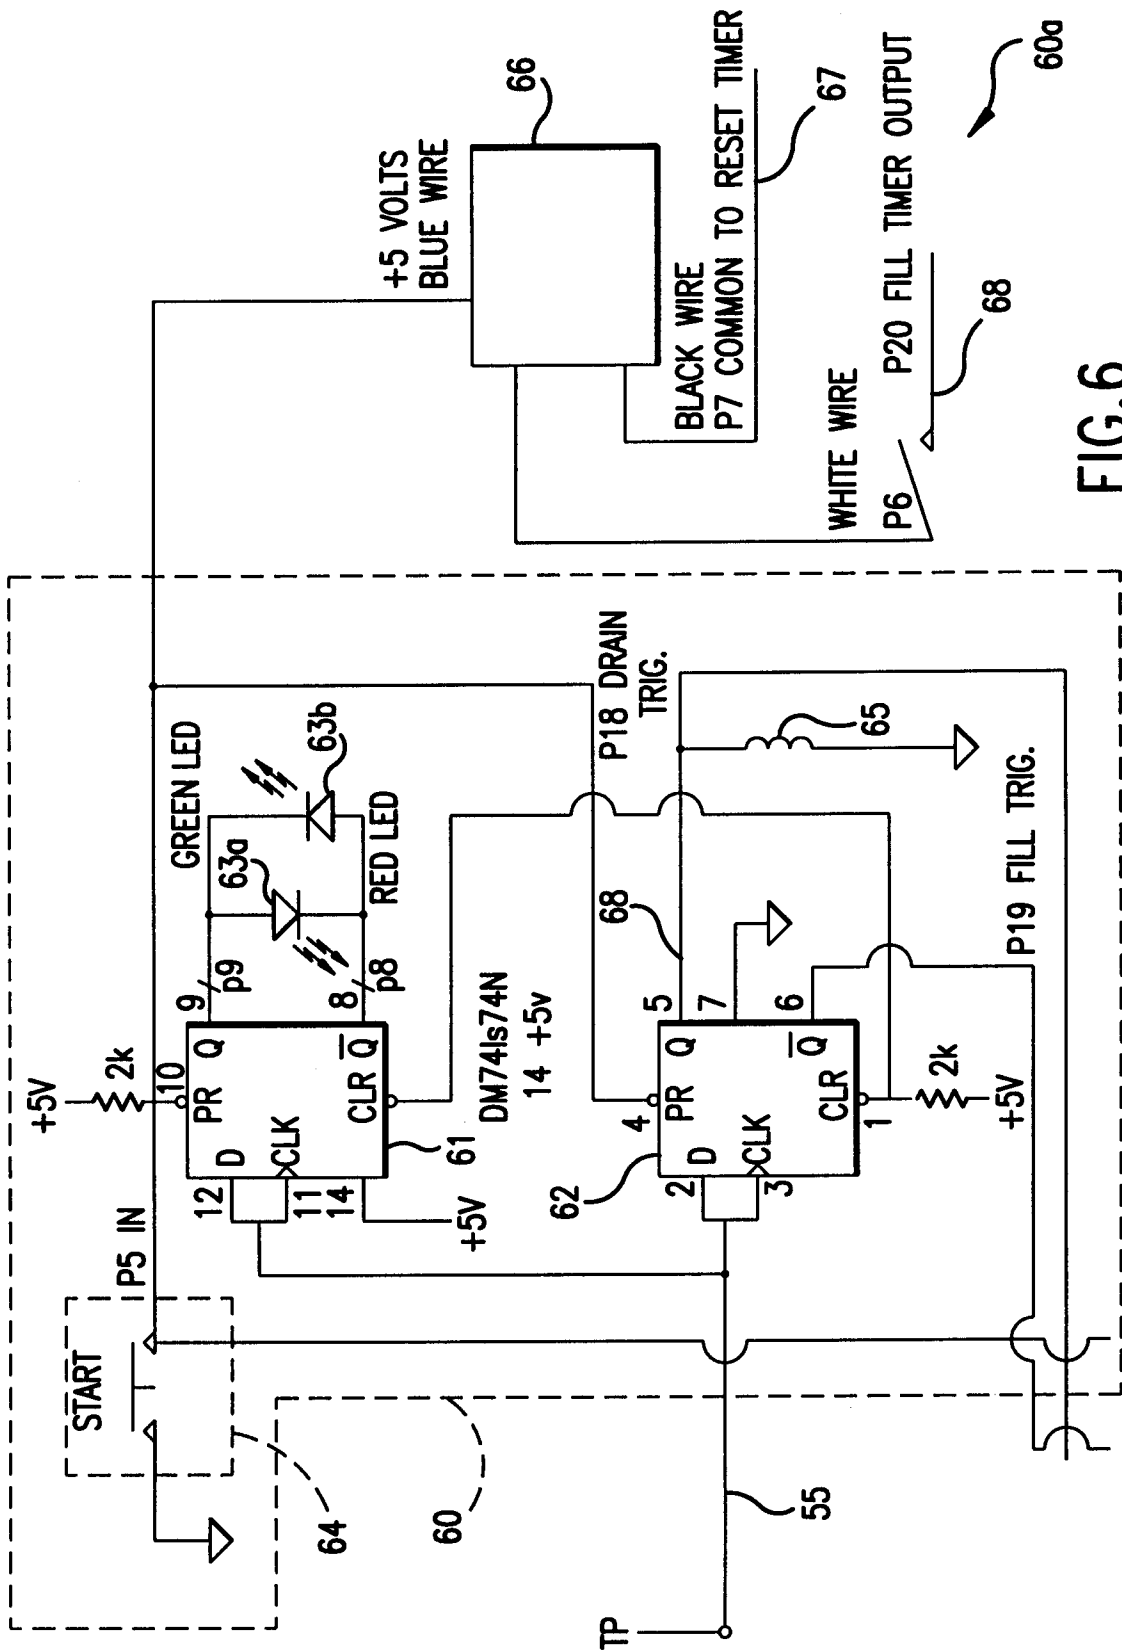 START
P5 IN
+5V
2k
10
PR
12
D
Q
9
p9
11
CLK
14
Q
8
p8
CLR
+5V
61
GREEN LED
63a
63b
RED LED
DM74ls74N
14 +5v
64
60
62
4
PR
2
D
Q
5
68
7
3
CLK
Q
6
CLR
1
2k
+5V
P18 DRAIN
TRIG.
65
P19 FILL TRIG.
TP
55
+5 VOLTS
BLUE WIRE
66
BLACK WIRE
P7 COMMON TO RESET TIMER
67
WHITE WIRE
P6
P20 FILL TIMER OUTPUT
68
60a
FIG.6